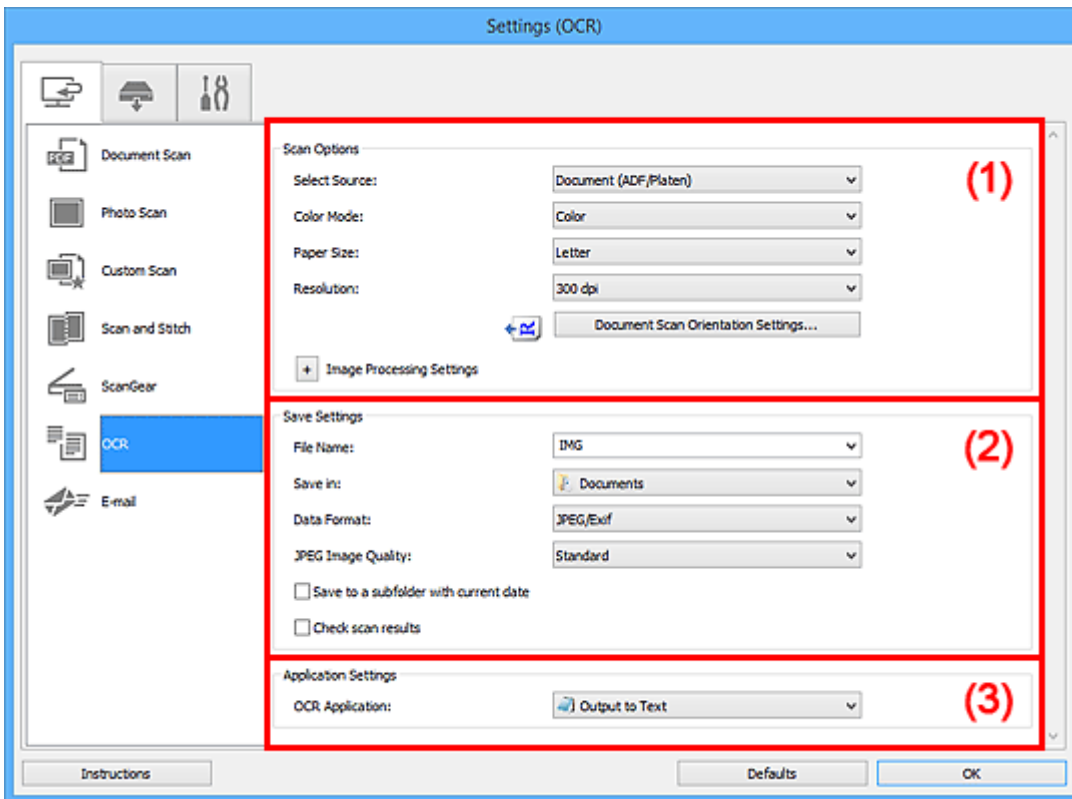 Settings (OCR)
Document Scan
Photo Scan
Custom Scan
Scan and Stitch
ScanGear
OCR
E-mail
Scan Options
(1)
Select Source: Document (ADF/Platen)
Color Mode: Color
Paper Size: Letter
Resolution: 300 dpi
R Document Scan Orientation Settings...
+ Image Processing Settings
Save Settings
(2)
File Name: IMG
Save in: Documents
Data Format: JPEG/Exif
JPEG Image Quality: Standard
Save to a subfolder with current date
Check scan results
Application Settings
(3)
OCR Application: Output to Text
Instructions Defaults OK